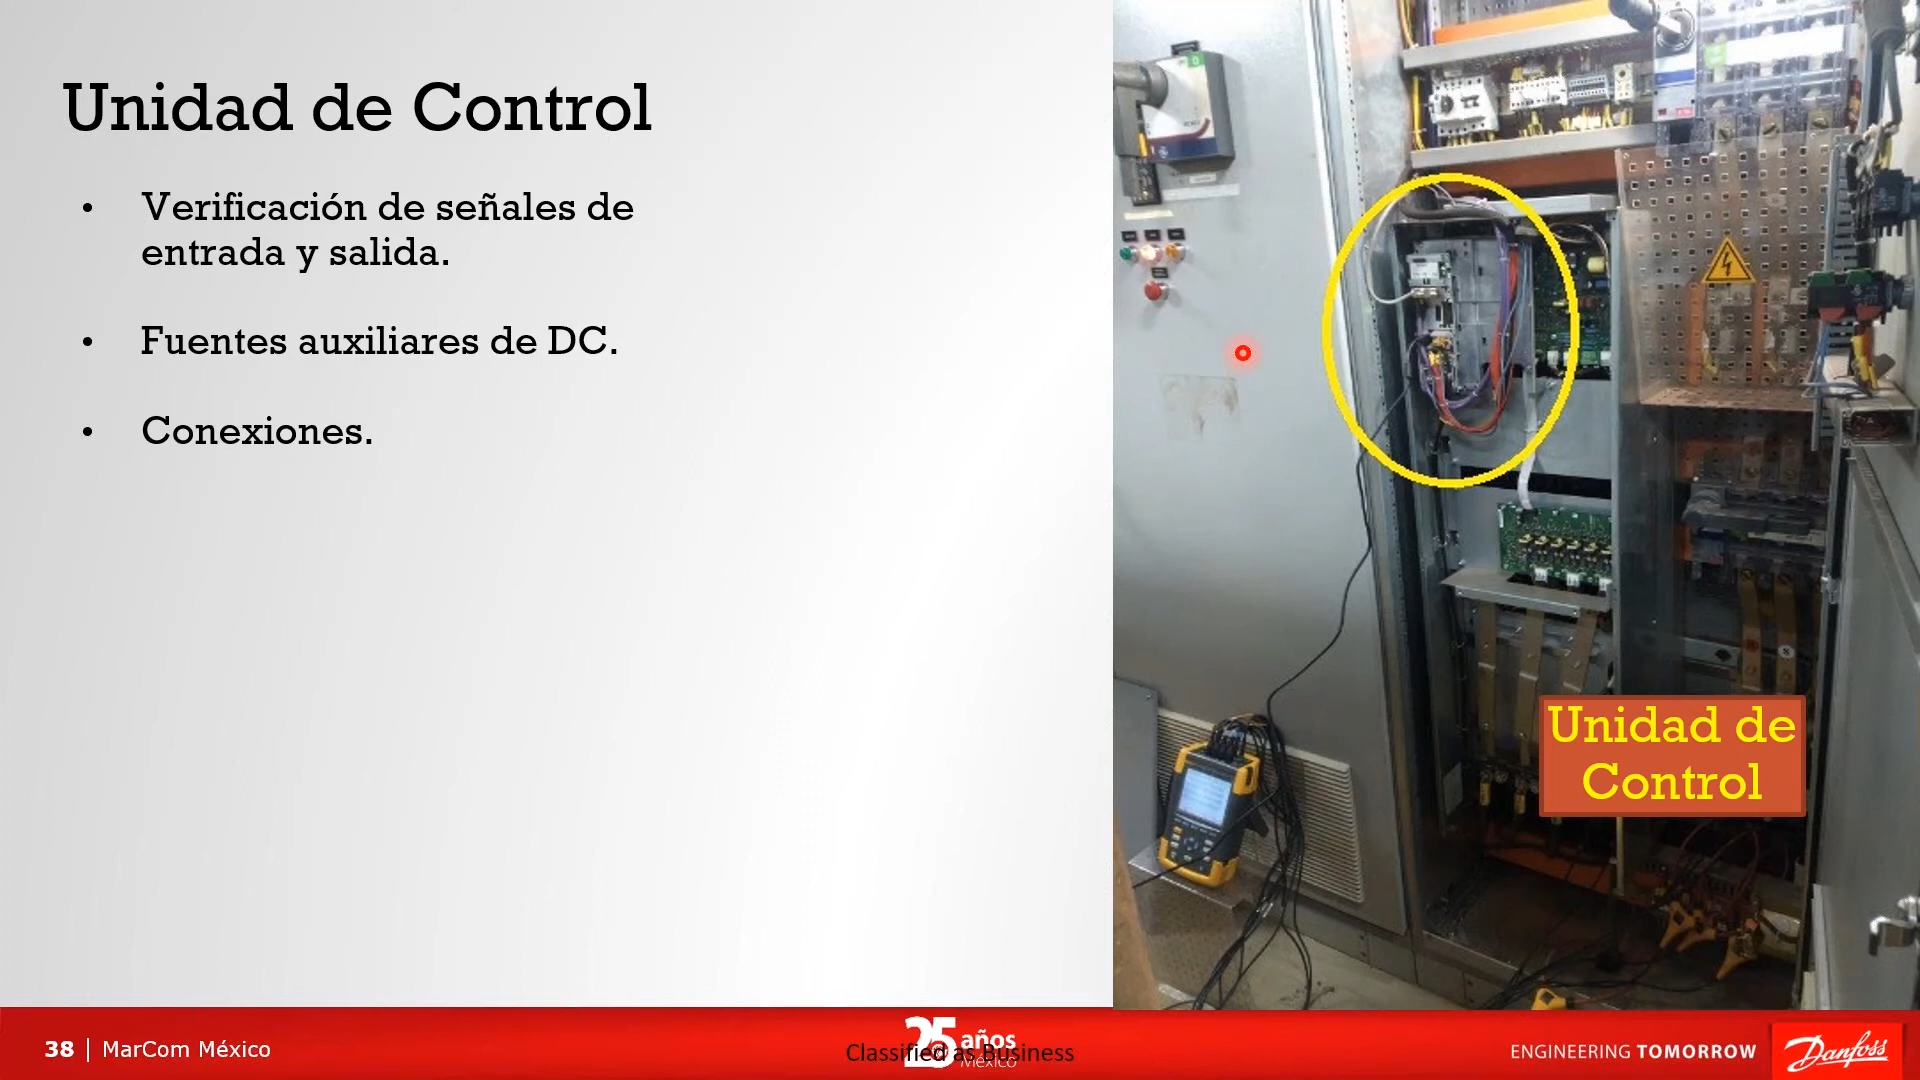 Unidad de Control
• Verificación de señales de
entrada y salida.
• Fuentes auxiliares de DC.
• Conexiones.
Unidad de
Control
38 | MarCom México
25 años
México
Classified as Business
ENGINEERING TOMORROW
Danfoss